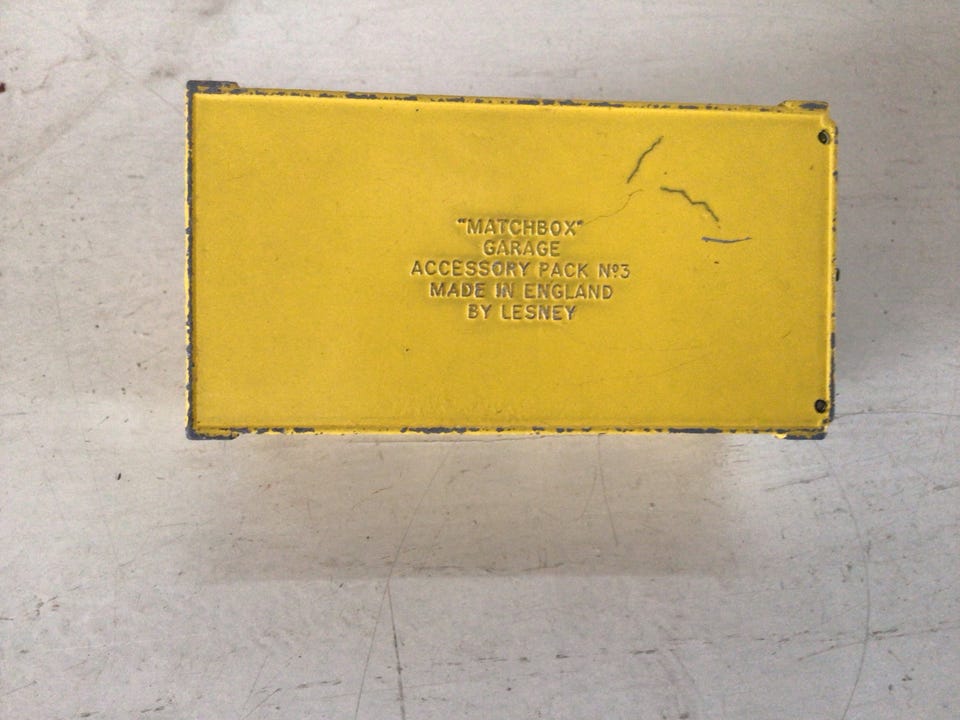 "MATCHBOX"
GARAGE
ACCESSORY PACK Nº3
MADE IN ENGLAND
BY LESNEY